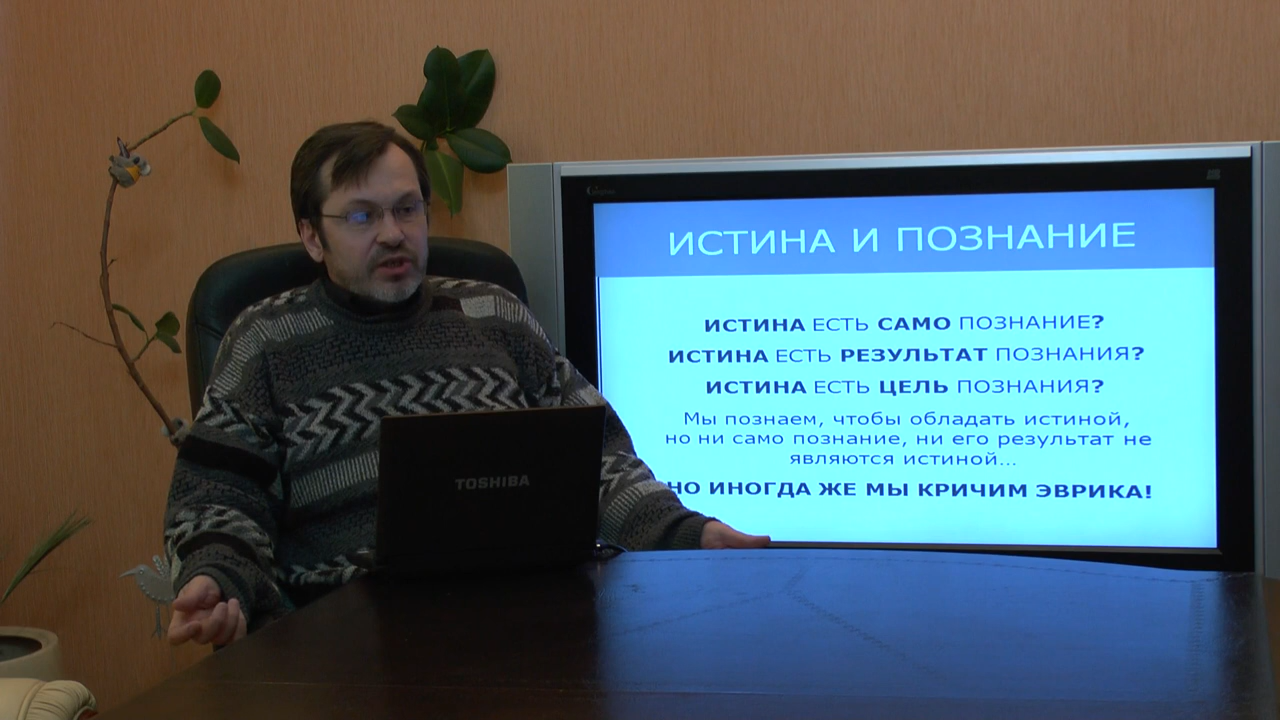 ИСТИНА И ПОЗНАНИЕ
ИСТИНА ЕСТЬ САМО ПОЗНАНИЕ?
ИСТИНА ЕСТЬ РЕЗУЛЬТАТ ПОЗНАНИЯ?
ИСТИНА ЕСТЬ ЦЕЛЬ ПОЗНАНИЯ?
Мы познаем, чтобы обладать истиной,
но ни само познание, ни его результат не
являются истиной...
НО ИНОГДА ЖЕ МЫ КРИЧИМ ЭВРИКА!
TOSHIBA